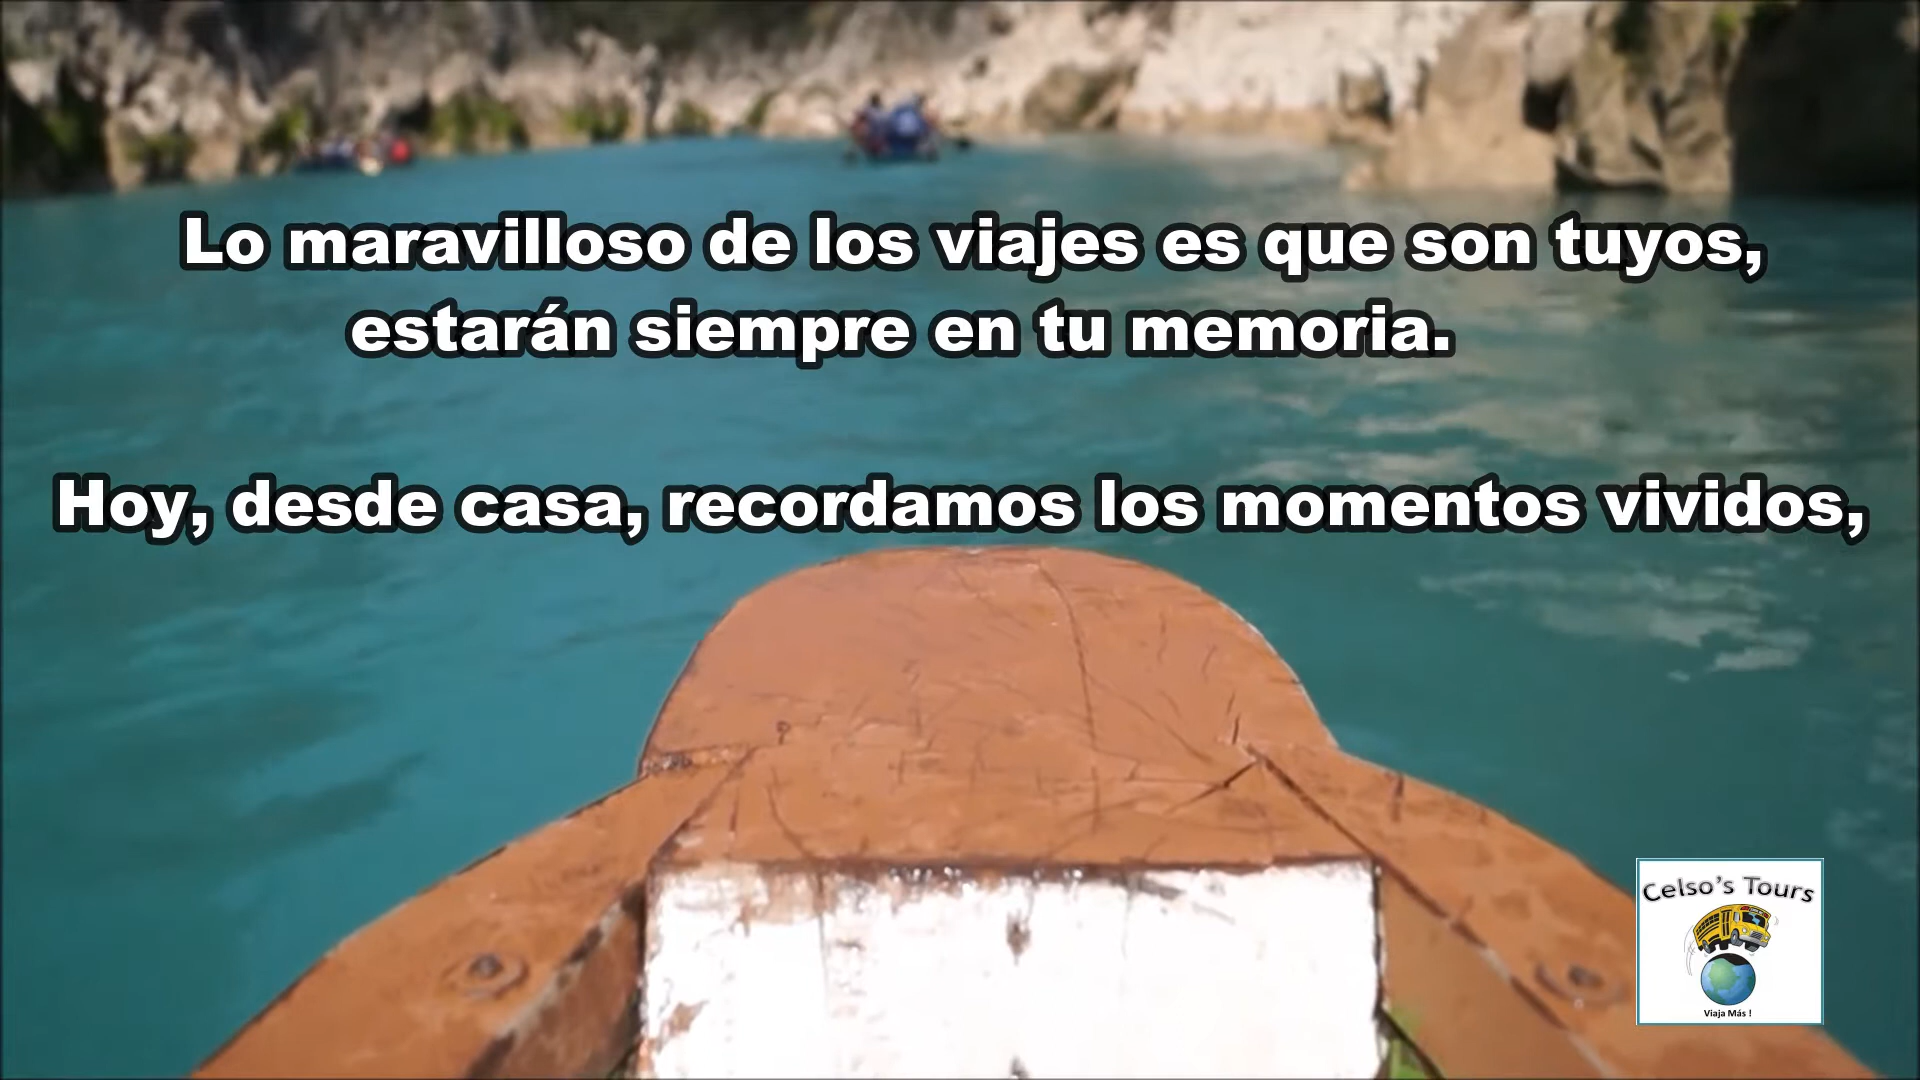 Lo maravilloso de los viajes es que son tuyos,
estarán siempre en tu memoria.
Hoy, desde casa, recordamos los momentos vividos,
Celso's Tours
Viaja Más !